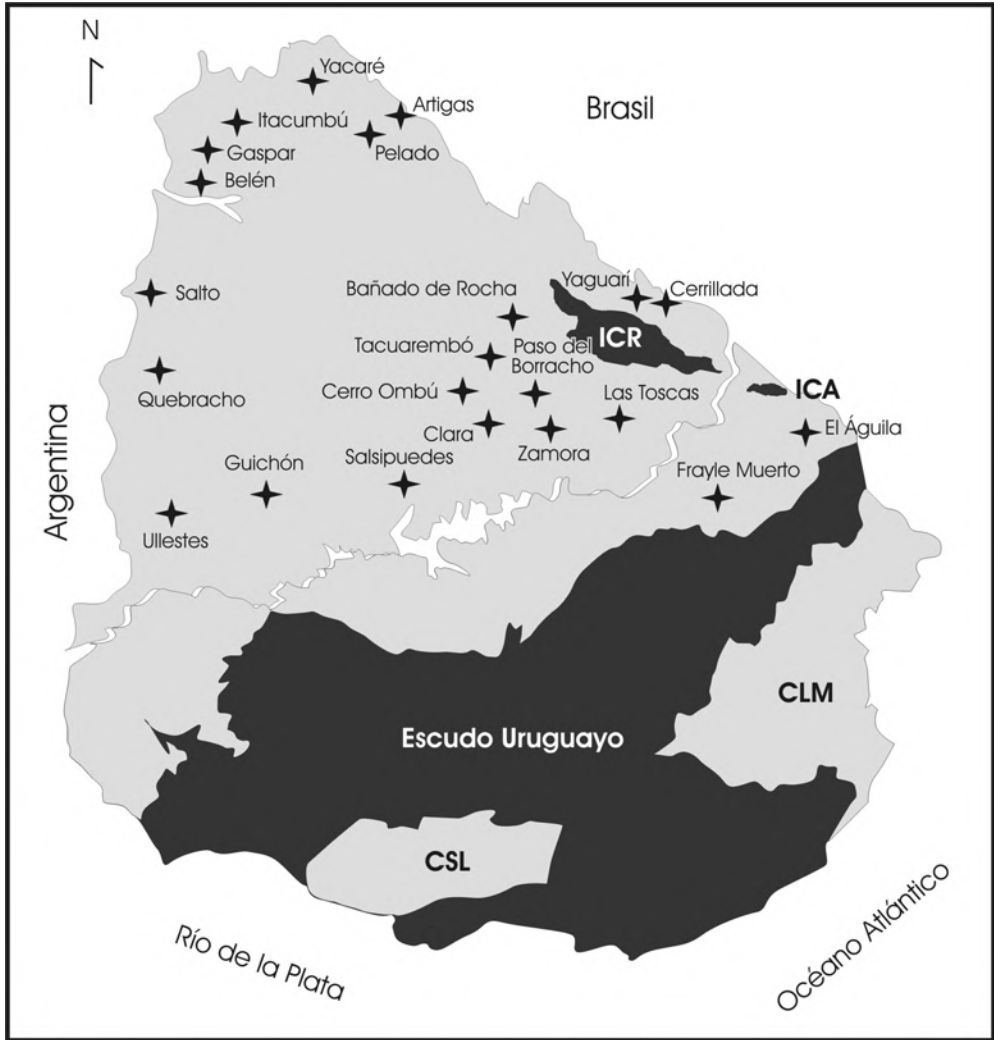 N
Yacaré
Artigas
Brasil
Itacumbú
Pelado
Gaspar
Belén
Salto
Bañado de Rocha
Yaguarí
Cerrillada
ICR
Tacuarembó
Paso del
Borracho
Quebracho
Cerro Ombú
Las Toscas
ICA
Argentina
Clara
Zamora
El Águila
Guichón
Salsipuedes
Frayle Muerto
Ullestes
CLM
Escudo Uruguayo
CSL
Río de la Plata
Océano Atlántico